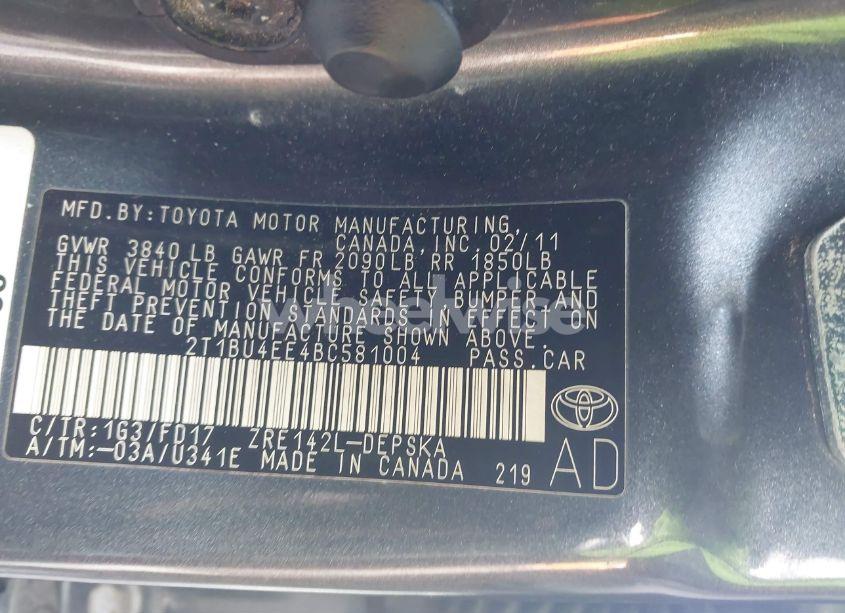 MFD.BY:TOYOTA MOTOR MANUFACTURING,
CANADA, INC. 02/11
GVWR 3840 LB GAWR FR 2090LB,RR 1850LB
THIS VEHICLE CONFORMS TO ALL APPLICABLE
FEDERAL MOTOR VEHICLE SAFETY, BUMPER AND
THEFT PREVENTION STANDARDS IN EFFECT ON
THE DATE OF MANUFACTURE SHOWN ABOVE.
2T1BU4EE4BC581004 PASS.CAR
C/TR:1G3/FD17 ZRE142L-DEPSKA
A/TM:-03A/U341E MADE IN CANADA 219
AD
wheelwise